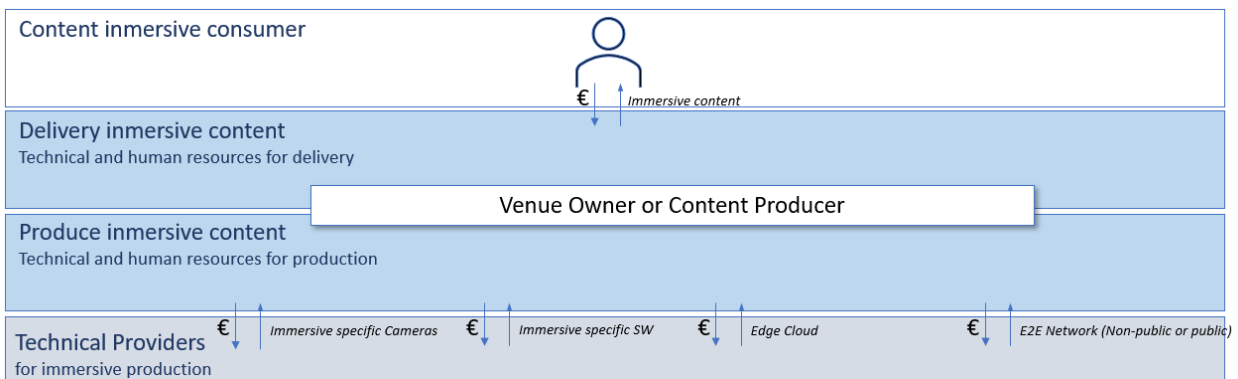 Content inmersive consumer
€
Immersive content
Delivery inmersive content
Technical and human resources for delivery
Venue Owner or Content Producer
Produce inmersive content
Technical and human resources for production
€
Immersive specific Cameras
€
Immersive specific SW
€
Edge Cloud
€
E2E Network (Non-public or public)
Technical Providers
for immersive production